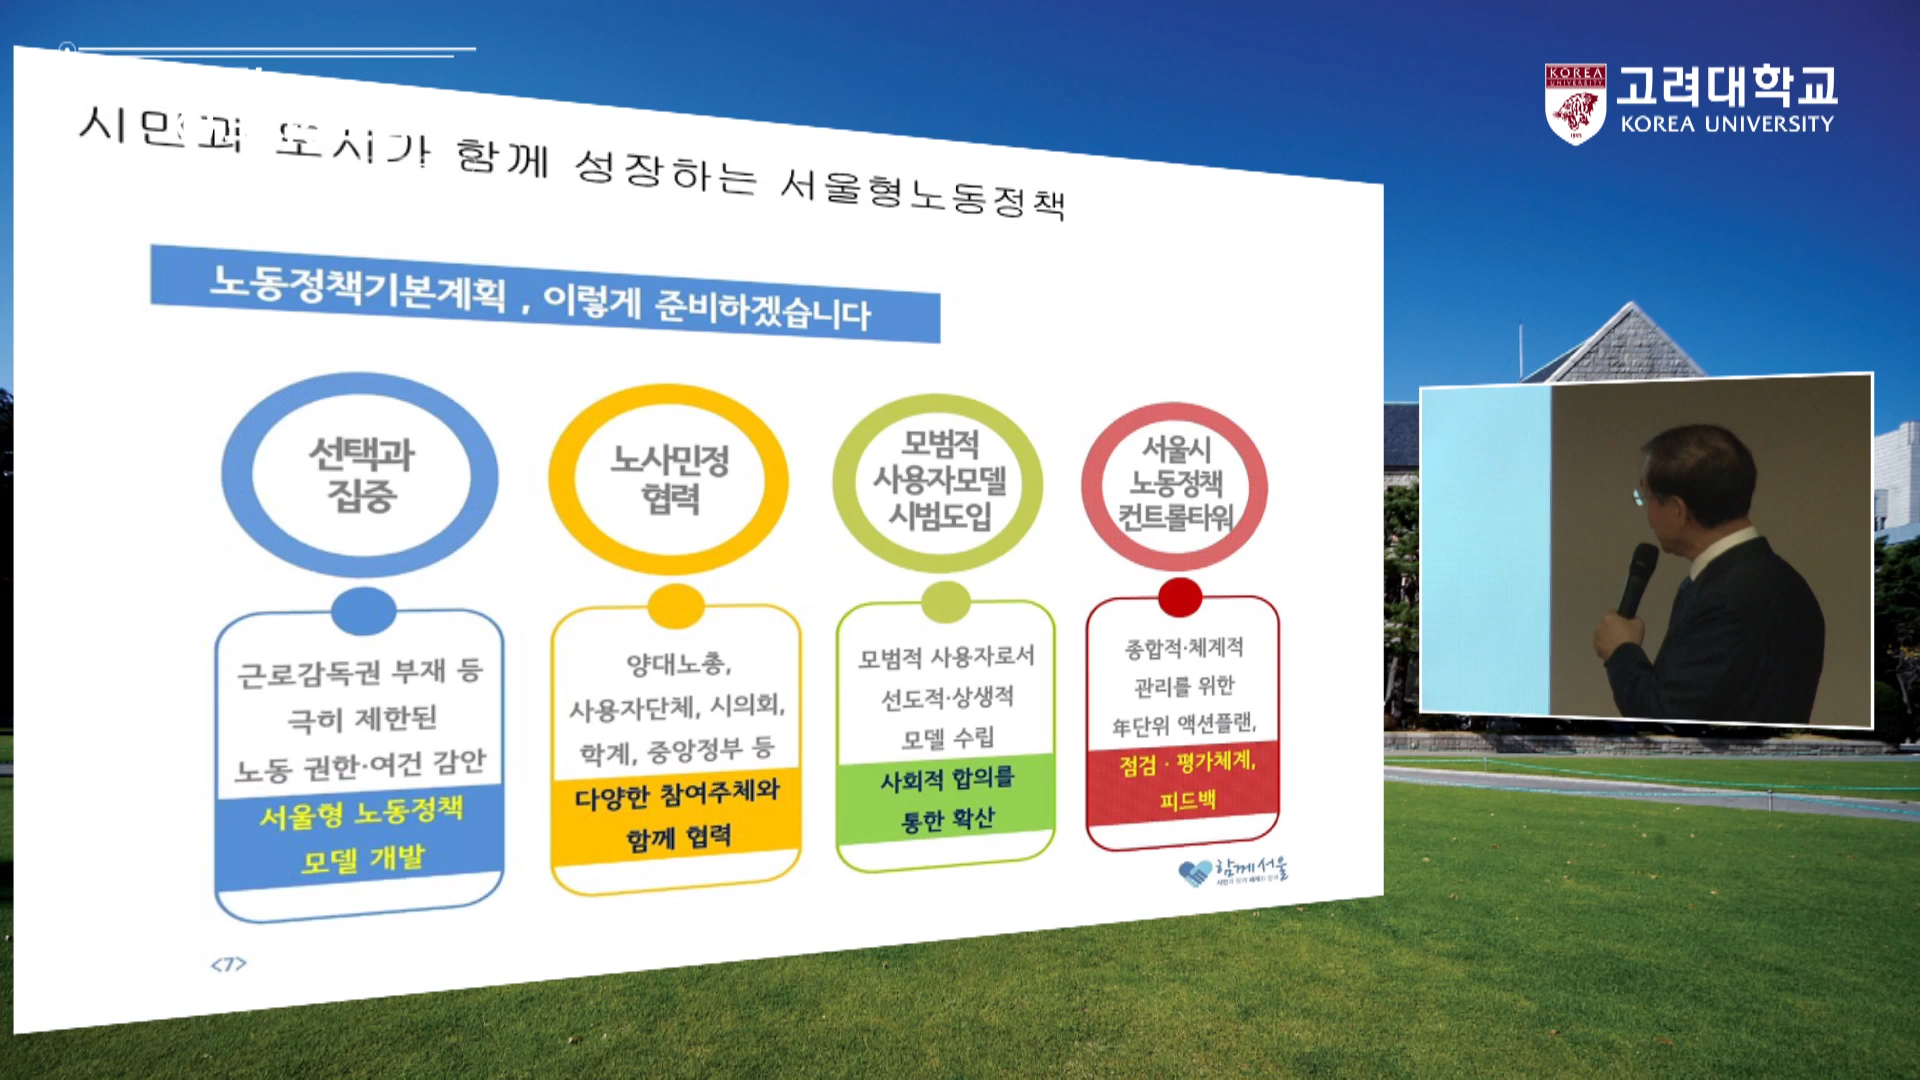 시민과 도시가 함께 성장하는 서울형노동정책
노동정책기본계획 , 이렇게 준비하겠습니다
선택과
집중
근로감독권 부재 등
극히 제한된
노동 권한·여건 감안
서울형 노동정책
모델 개발
노사민정
협력
양대노총,
사용자단체, 시의회,
학계, 중앙정부 등
다양한 참여주체와
함께 협력
모범적
사용자모델
시범도입
모범적 사용자로서
선도적·상생적
모델 수립
사회적 합의를
통한 확산
서울시
노동정책
컨트롤타워
종합적·체계적
관리를 위한
年단위 액션플랜,
점검 · 평가체계,
피드백
함께서울
<7>
KOREA
UNIVERSITY
고려대학교
KOREA UNIVERSITY